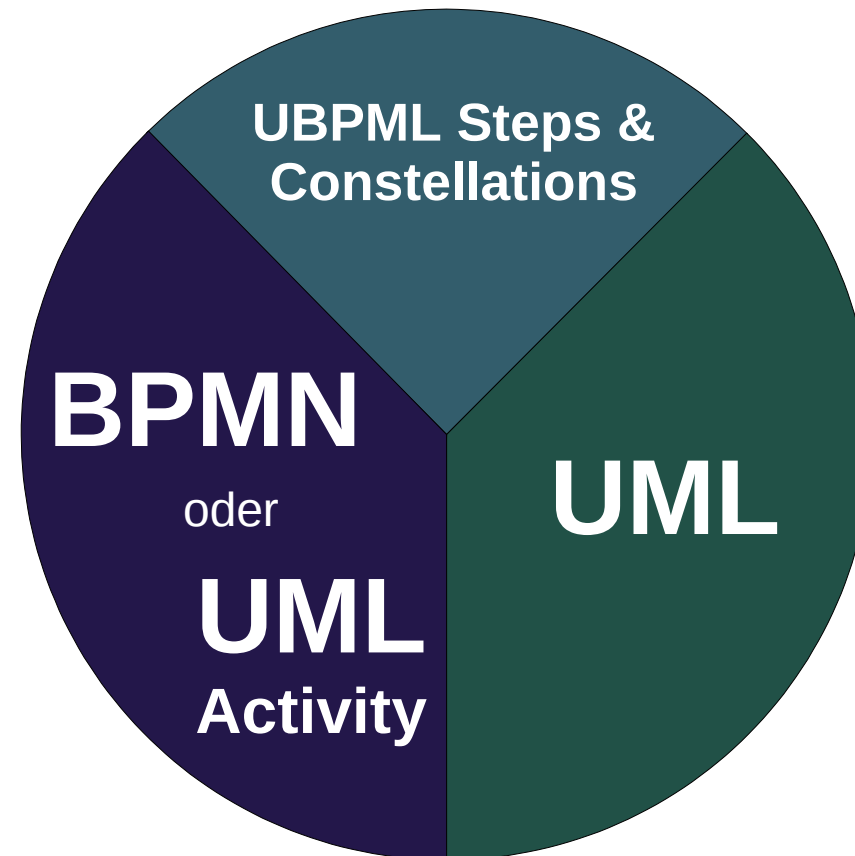 UBPML Steps &
Constellations
BPMN
oder
UML
Activity
UML